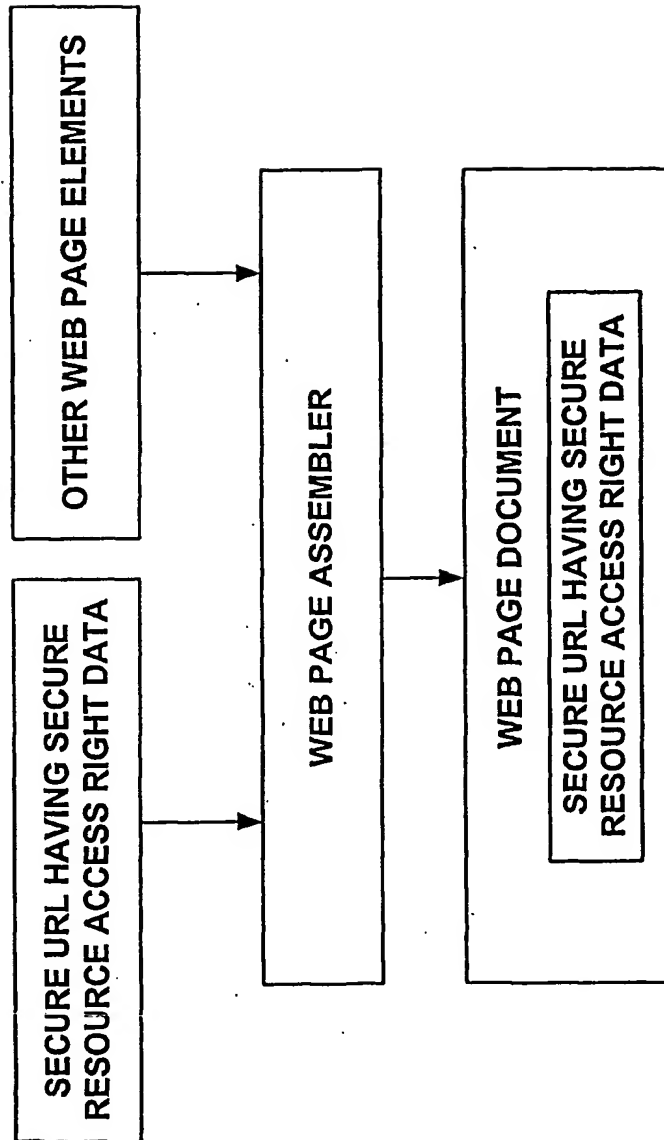 SECURE URL HAVING SECURE
RESOURCE ACCESS RIGHT DATA
OTHER WEB PAGE ELEMENTS
WEB PAGE ASSEMBLER
WEB PAGE DOCUMENT
SECURE URL HAVING SECURE
RESOURCE ACCESS RIGHT DATA